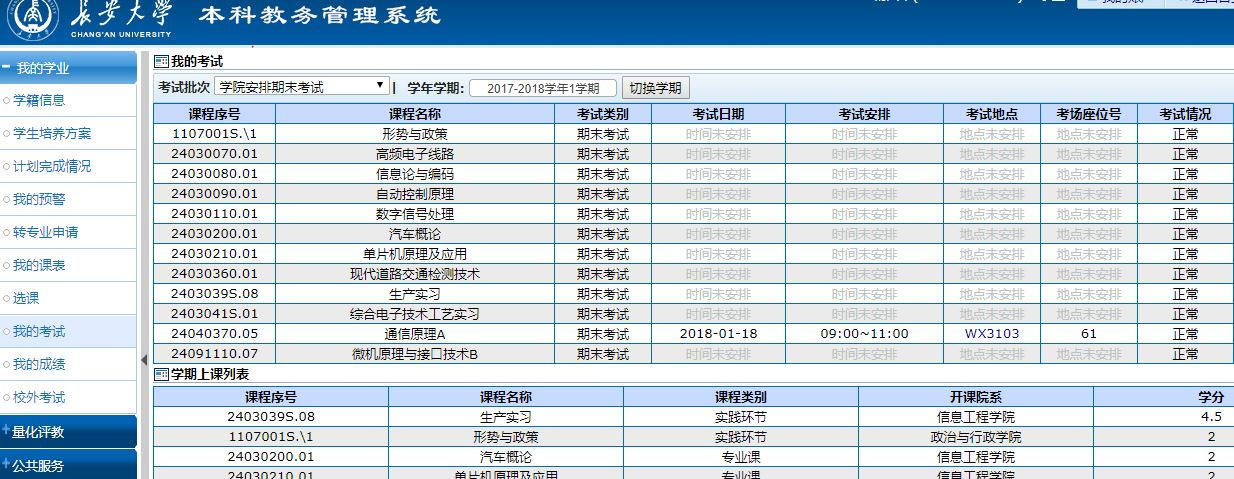 长安大学 本科教务管理系统
CHANG'AN UNIVERSITY
我的学业
学籍信息
学生培养方案
计划完成情况
我的预警
转专业申请
我的课表
选课
我的考试
我的成绩
校外考试
量化评教
公共服务
我的考试
考试批次 学院安排期末考试 | 学年学期: 2017-2018学年1学期 切换学期
课程序号 课程名称 考试类别 考试日期 考试安排 考试地点 考场座位号 考试情况
1107001S.\1 形势与政策 期末考试 时间未安排 时间未安排 地点未安排 地点未安排 正常
24030070.01 高频电子线路 期末考试 时间未安排 时间未安排 地点未安排 地点未安排 正常
24030080.01 信息论与编码 期末考试 时间未安排 时间未安排 地点未安排 地点未安排 正常
24030090.01 自动控制原理 期末考试 时间未安排 时间未安排 地点未安排 地点未安排 正常
24030110.01 数字信号处理 期末考试 时间未安排 时间未安排 地点未安排 地点未安排 正常
24030200.01 汽车概论 期末考试 时间未安排 时间未安排 地点未安排 地点未安排 正常
24030210.01 单片机原理及应用 期末考试 时间未安排 时间未安排 地点未安排 地点未安排 正常
24030360.01 现代道路交通检测技术 期末考试 时间未安排 时间未安排 地点未安排 地点未安排 正常
2403039S.08 生产实习 期末考试 时间未安排 时间未安排 地点未安排 地点未安排 正常
2403041S.01 综合电子技术工艺实习 期末考试 时间未安排 时间未安排 地点未安排 地点未安排 正常
24040370.05 通信原理A 期末考试 2018-01-18 09:00~11:00 WX3103 61 正常
24091110.07 微机原理与接口技术B 期末考试 时间未安排 时间未安排 地点未安排 地点未安排 正常
学期上课列表
课程序号 课程名称 课程类别 开课院系 学分
2403039S.08 生产实习 实践环节 信息工程学院 4.5
1107001S.\1 形势与政策 实践环节 政治与行政学院 2
24030200.01 汽车概论 专业课 信息工程学院 2
24030210.01 单片机原理及应用 专业课 信息工程学院 2